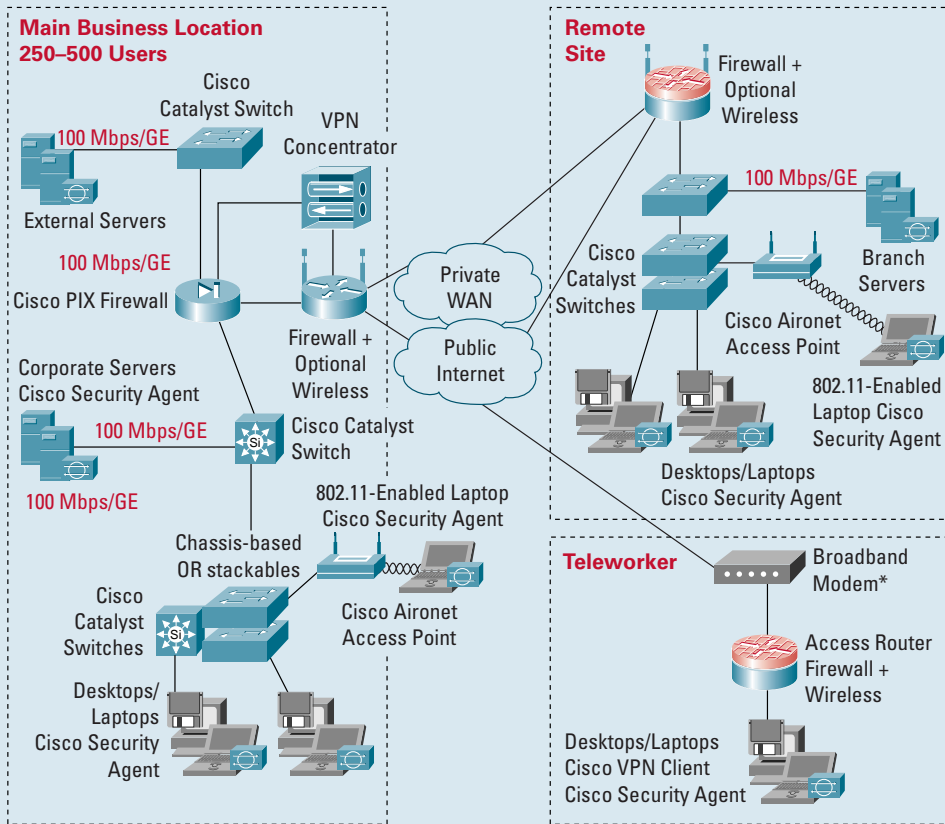 Main Business Location
250–500 Users
Cisco
Catalyst Switch
VPN
Concentrator
100 Mbps/GE
External Servers
100 Mbps/GE
Cisco PIX Firewall
Firewall +
Optional
Wireless
Private
WAN
Public
Internet
Corporate Servers
Cisco Security Agent
100 Mbps/GE
Si
Cisco Catalyst
Switch
100 Mbps/GE
802.11-Enabled Laptop
Cisco Security Agent
Chassis-based
OR stackables
Cisco
Catalyst
Switches
Si
Cisco Aironet
Access Point
Desktops/
Laptops
Cisco Security
Agent
Remote
Site
Firewall +
Optional
Wireless
100 Mbps/GE
Cisco
Catalyst
Switches
Branch
Servers
Cisco Aironet
Access Point
802.11-Enabled
Laptop Cisco
Security Agent
Desktops/Laptops
Cisco Security Agent
Teleworker
Broadband
Modem*
Access Router
Firewall +
Wireless
Desktops/Laptops
Cisco VPN Client
Cisco Security Agent